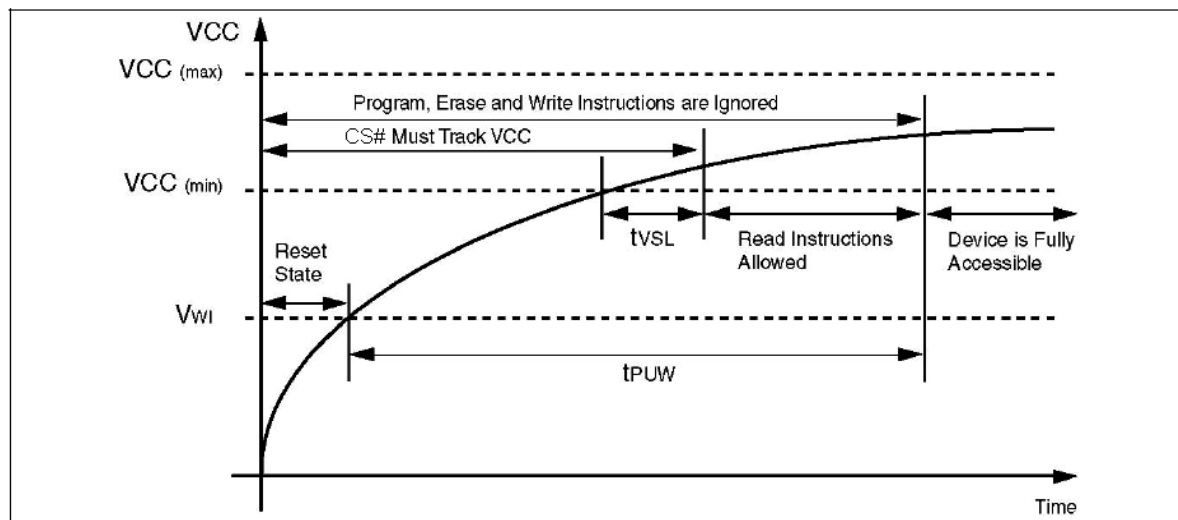 VCC
VCC (max)
Program, Erase and Write Instructions are Ignored
CS# Must Track VCC
VCC (min)
tVSL
Read Instructions
Allowed
Device is Fully
Accessible
Reset
State
VWI
tPUW
Time